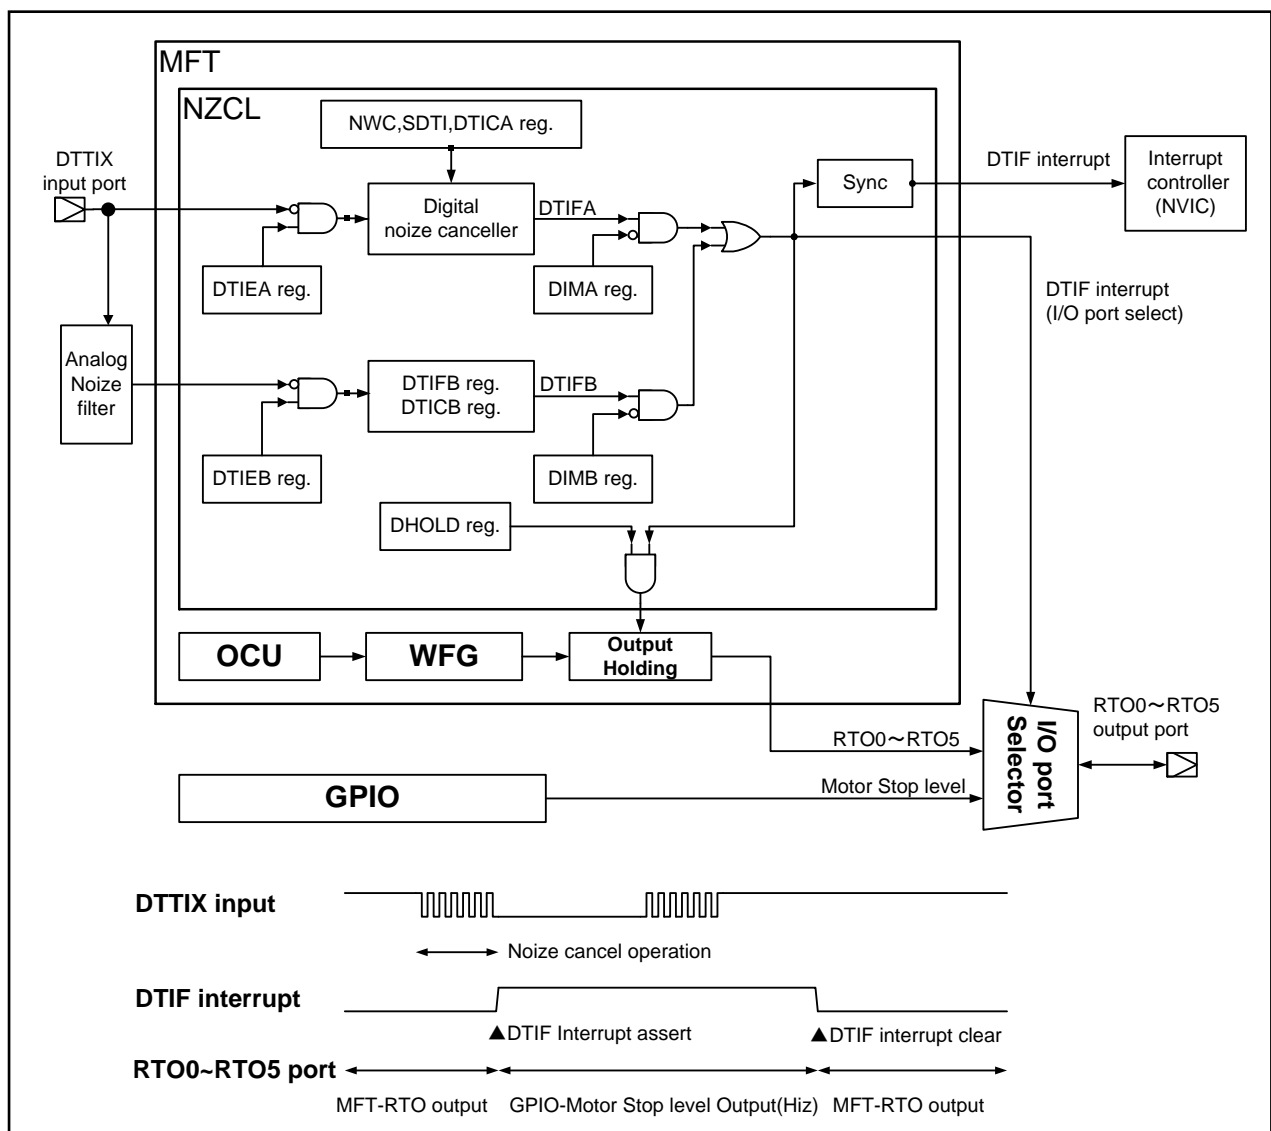 MFT
NZCL
NWC,SDTI,DTICA reg.
DTTIX
input port
Digital
noize canceller
DTIFA
Sync
DTIF interrupt
Interrupt
controller
(NVIC)
DTIEA reg.
DIMA reg.
DTIF interrupt
(I/O port select)
Analog
Noize
filter
DTIFB reg.
DTICB reg.
DTIFB
DTIEB reg.
DIMB reg.
DHOLD reg.
OCU
WFG
Output
Holding
RTO0～RTO5
I/O port
Selector
RTO0～RTO5
output port
GPIO
Motor Stop level
DTTIX input
Noize cancel operation
DTIF interrupt
▲DTIF Interrupt assert
▲DTIF interrupt clear
RTO0~RTO5 port
MFT-RTO output
GPIO-Motor Stop level Output(Hiz)
MFT-RTO output